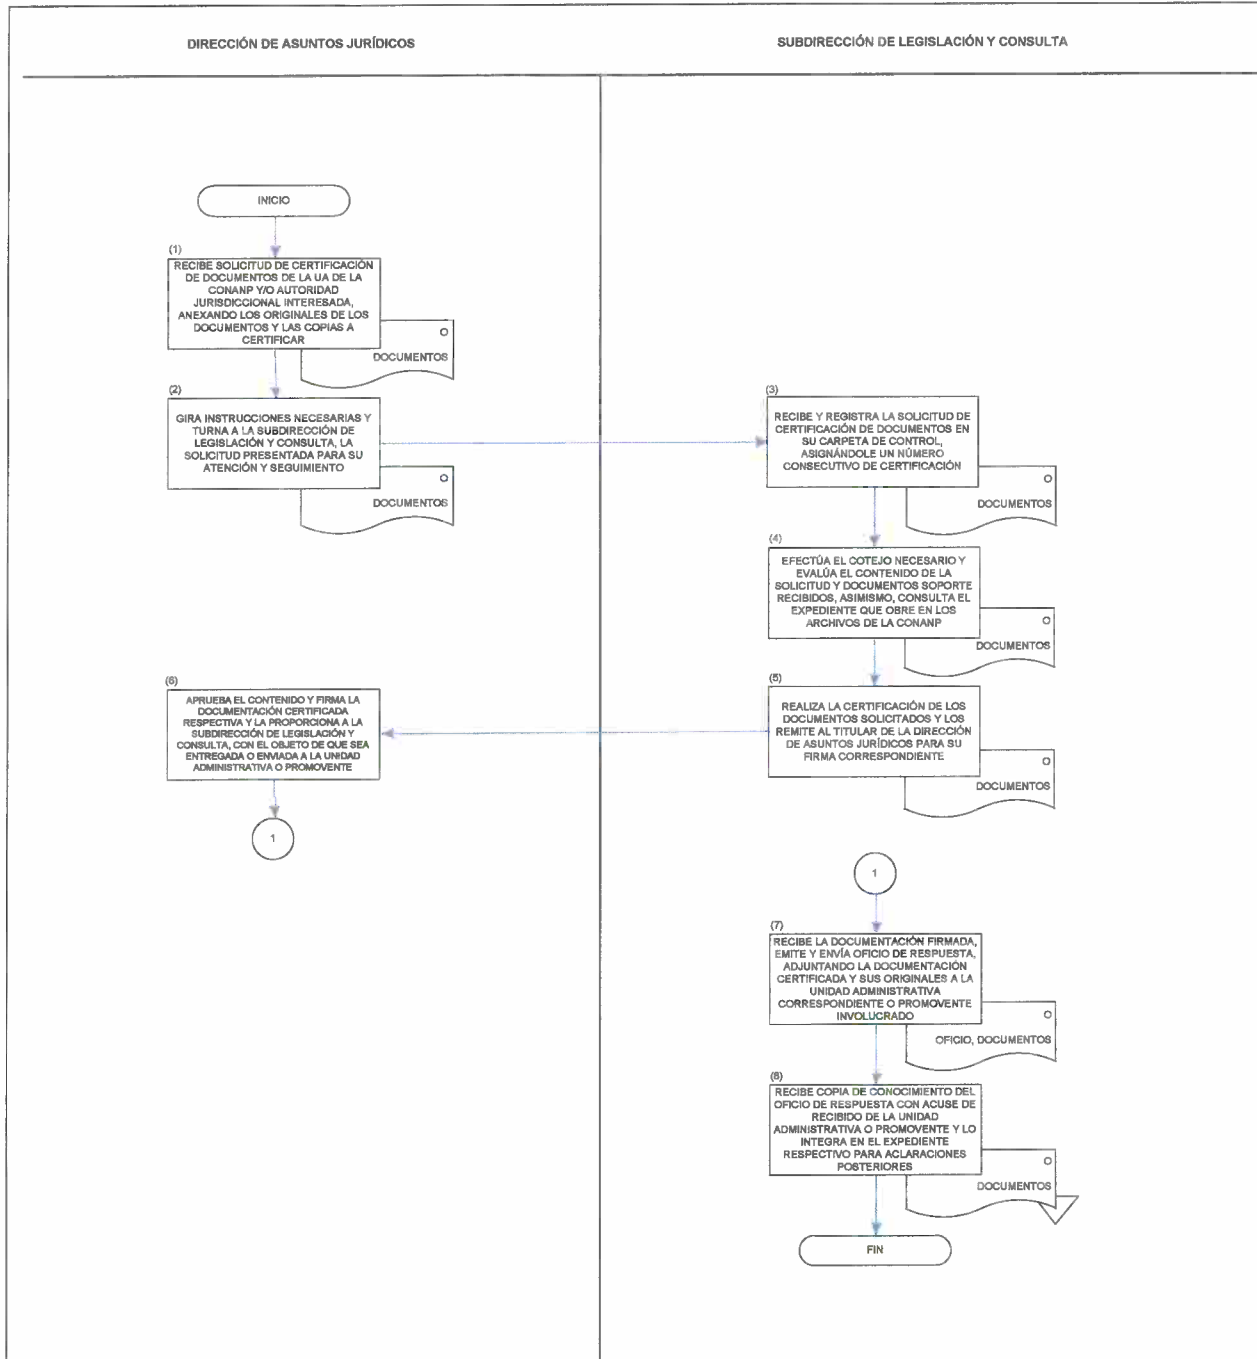 DIRECCIÓN DE ASUNTOS JURÍDICOS
SUBDIRECCIÓN DE LEGISLACIÓN Y CONSULTA
INICIO
(1)
RECIBE SOLICITUD DE CERTIFICACIÓN
DE DOCUMENTOS DE LA UA DE LA
CONANP Y/O AUTORIDAD
JURISDICCIONAL INTERESADA,
ANEXANDO LOS ORIGINALES DE LOS
DOCUMENTOS Y LAS COPIAS A
CERTIFICAR
O
DOCUMENTOS
(2)
GIRA INSTRUCCIONES NECESARIAS Y
TURNA A LA SUBDIRECCIÓN DE
LEGISLACIÓN Y CONSULTA, LA
SOLICITUD PRESENTADA PARA SU
ATENCIÓN Y SEGUIMIENTO
O
DOCUMENTOS
(3)
RECIBE Y REGISTRA LA SOLICITUD DE
CERTIFICACIÓN DE DOCUMENTOS EN
SU CARPETA DE CONTROL,
ASIGNÁNDOLE UN NÚMERO
CONSECUTIVO DE CERTIFICACIÓN
O
DOCUMENTOS
(4)
EFECTÚA EL COTEJO NECESARIO Y
EVALÚA EL CONTENIDO DE LA
SOLICITUD Y DOCUMENTOS SOPORTE
RECIBIDOS, ASIMISMO, CONSULTA EL
EXPEDIENTE QUE OBRE EN LOS
ARCHIVOS DE LA CONANP
O
DOCUMENTOS
(5)
REALIZA LA CERTIFICACIÓN DE LOS
DOCUMENTOS SOLICITADOS Y LOS
REMITE AL TITULAR DE LA DIRECCIÓN
DE ASUNTOS JURÍDICOS PARA SU
FIRMA CORRESPONDIENTE
O
DOCUMENTOS
(6)
APRUEBA EL CONTENIDO Y FIRMA LA
DOCUMENTACIÓN CERTIFICADA
RESPECTIVA Y LA PROPORCIONA A LA
SUBDIRECCIÓN DE LEGISLACIÓN Y
CONSULTA, CON EL OBJETO DE QUE SEA
ENTREGADA O ENVIADA A LA UNIDAD
ADMINISTRATIVA O PROMOVENTE
1
1
(7)
RECIBE LA DOCUMENTACIÓN FIRMADA,
EMITE Y ENVÍA OFICIO DE RESPUESTA,
ADJUNTANDO LA DOCUMENTACIÓN
CERTIFICADA Y SUS ORIGINALES A LA
UNIDAD ADMINISTRATIVA
CORRESPONDIENTE O PROMOVENTE
INVOLUCRADO
O
OFICIO, DOCUMENTOS
(8)
RECIBE COPIA DE CONOCIMIENTO DEL
OFICIO DE RESPUESTA CON ACUSE DE
RECIBIDO DE LA UNIDAD
ADMINISTRATIVA O PROMOVENTE Y LO
INTEGRA EN EL EXPEDIENTE
RESPECTIVO PARA ACLARACIONES
POSTERIORES
O
DOCUMENTOS
FIN